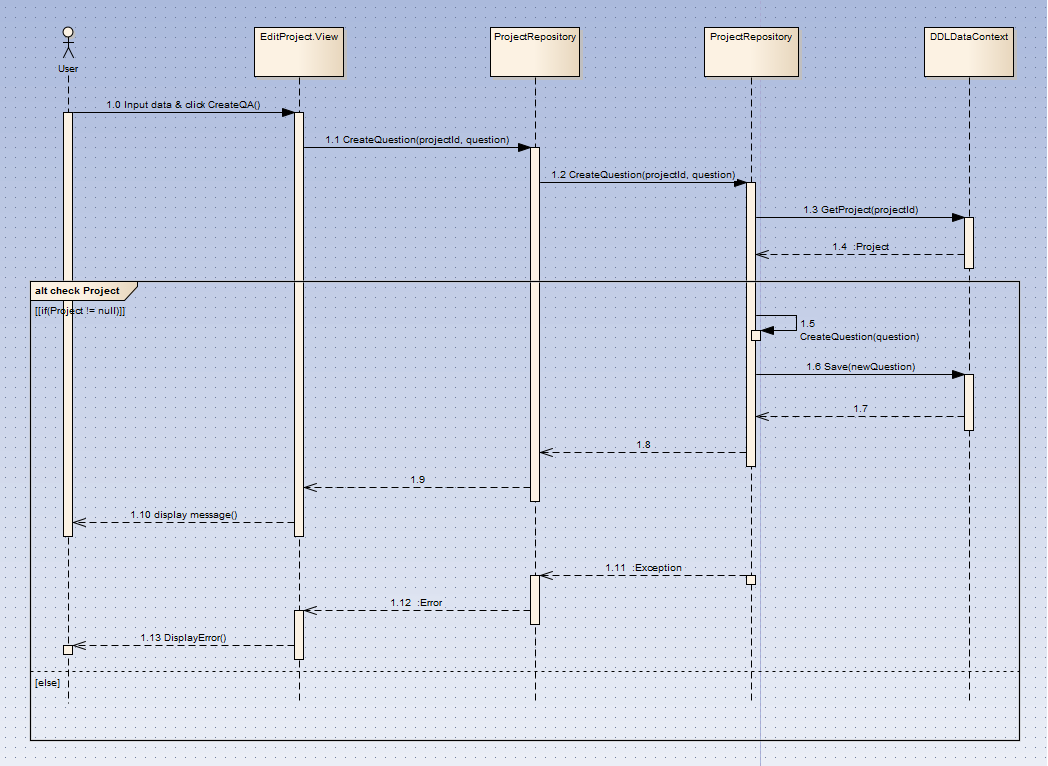 EditProject.View
ProjectRepository
ProjectRepository
DDLDataContext
User
1.0 Input data & click CreateQA()
1.1 CreateQuestion(projectId, question)
1.2 CreateQuestion(projectId, question)
1.3 GetProject(projectId)
1.4 :Project
alt check Project
[[if(Project != null)]]
1.5
CreateQuestion(question)
1.6 Save(newQuestion)
1.7
1.8
1.9
1.10 display message()
1.11 :Exception
1.12 :Error
1.13 DisplayError()
[else]